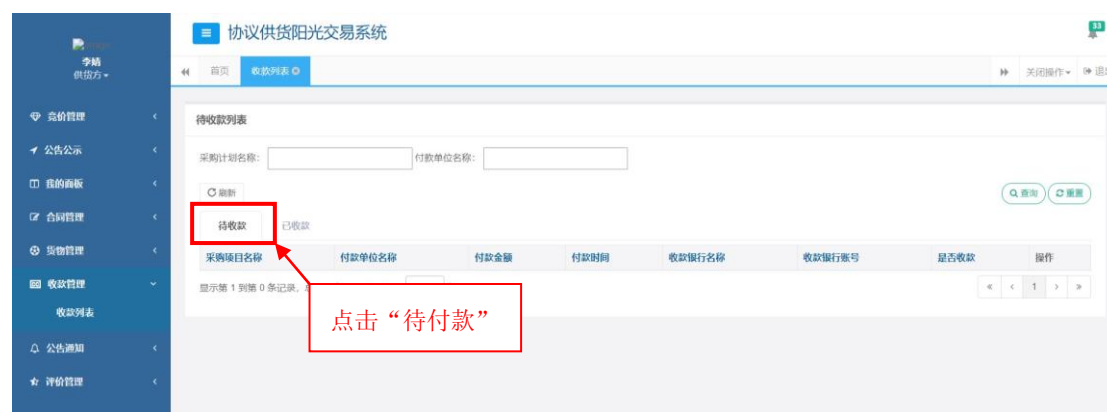 协议供货阳光交易系统
33
李婧
供货方
首页
收款列表
关闭操作
竞价管理
公告公示
我的面板
合同管理
货物管理
收款管理
收款列表
公告通知
评价管理
待收款列表
采购计划名称：
付款单位名称：
刷新
查询
重置
待收款
已收款
采购项目名称 付款单位名称 付款金额 付款时间 收款银行名称 收款银行账号 是否收款 操作
显示第 1 到第 0 条记录，
« ‹ 1 › »
点击“待付款”